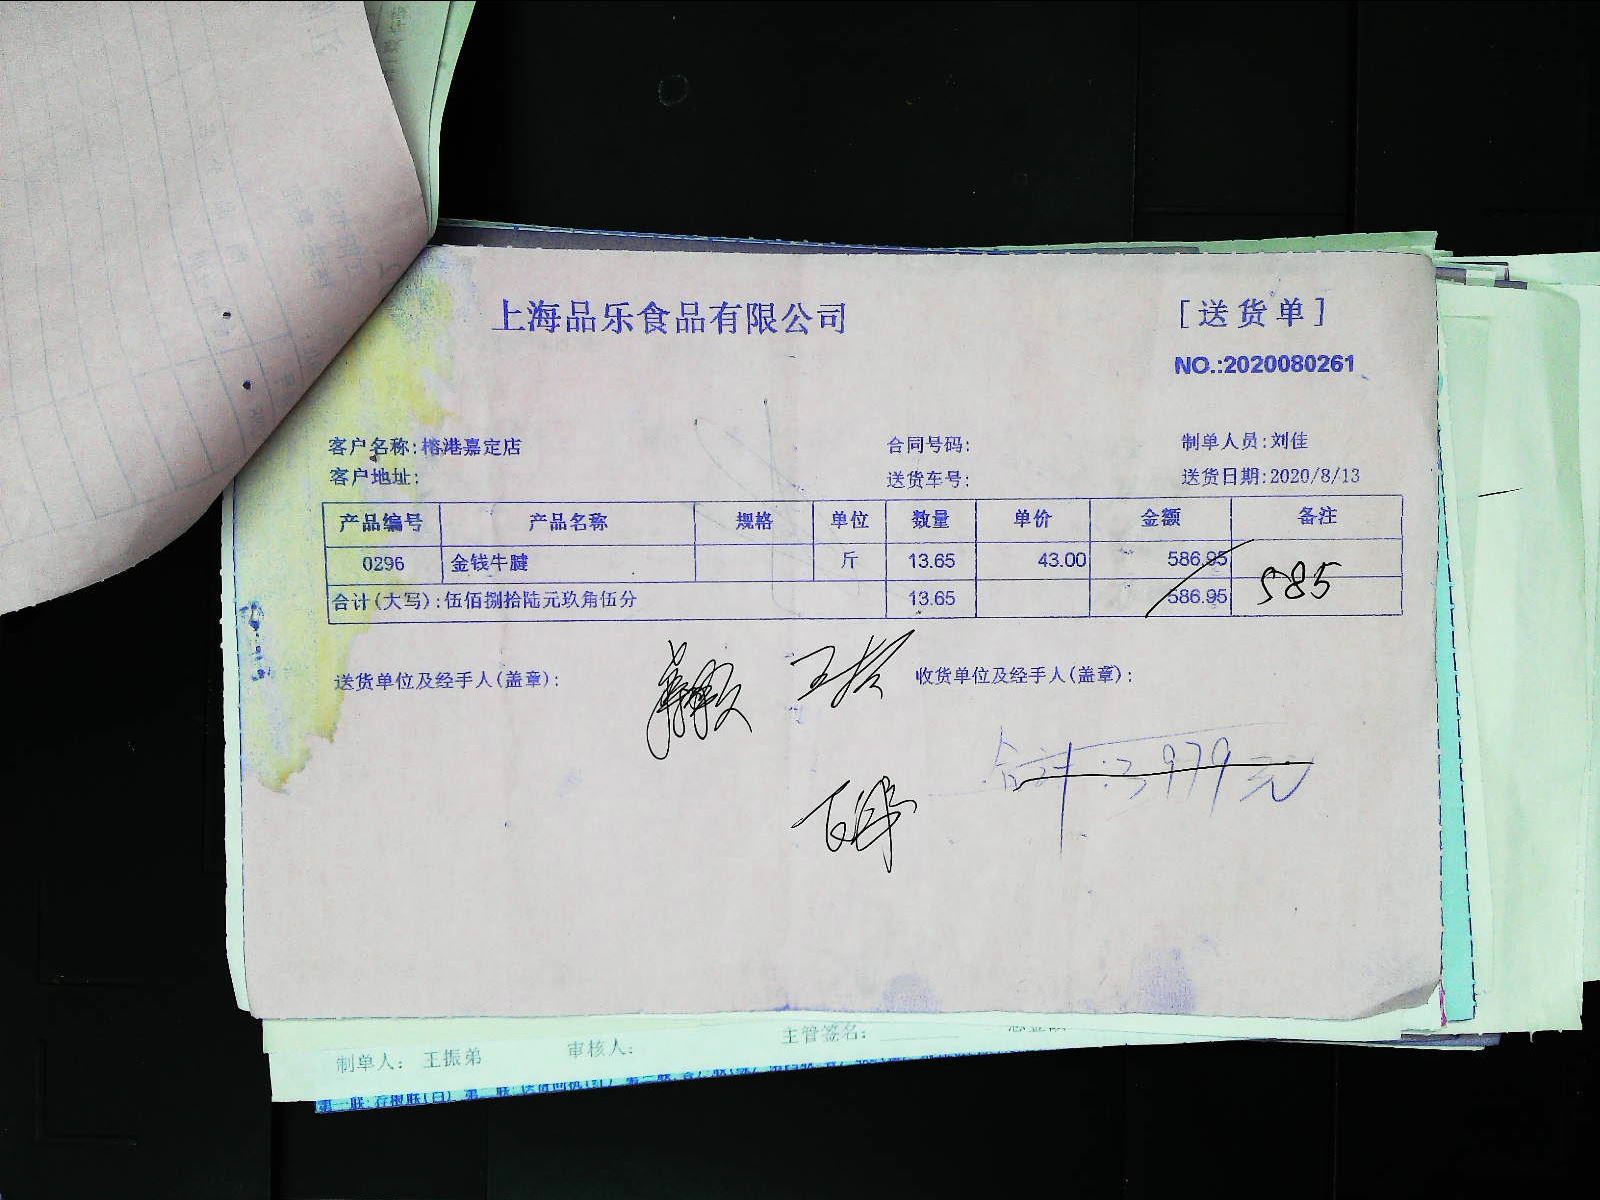 上海品乐食品有限公司
[送货单]
NO.:2020080261
客户名称:榕港嘉定店 合同号码: 制单人员:刘佳
客户地址: 送货车号: 送货日期:2020/8/13
产品编号 产品名称 规格 单位 数量 单价 金额 备注
0296 金钱牛腱 斤 13.65 43.00 586.95
合计(大写):伍佰捌拾陆元玖角伍分 13.65 586.95 585
送货单位及经手人(盖章): 收货单位及经手人(盖章):
合计:3979元
主管签名:
制单人: 王振弟 审核人: